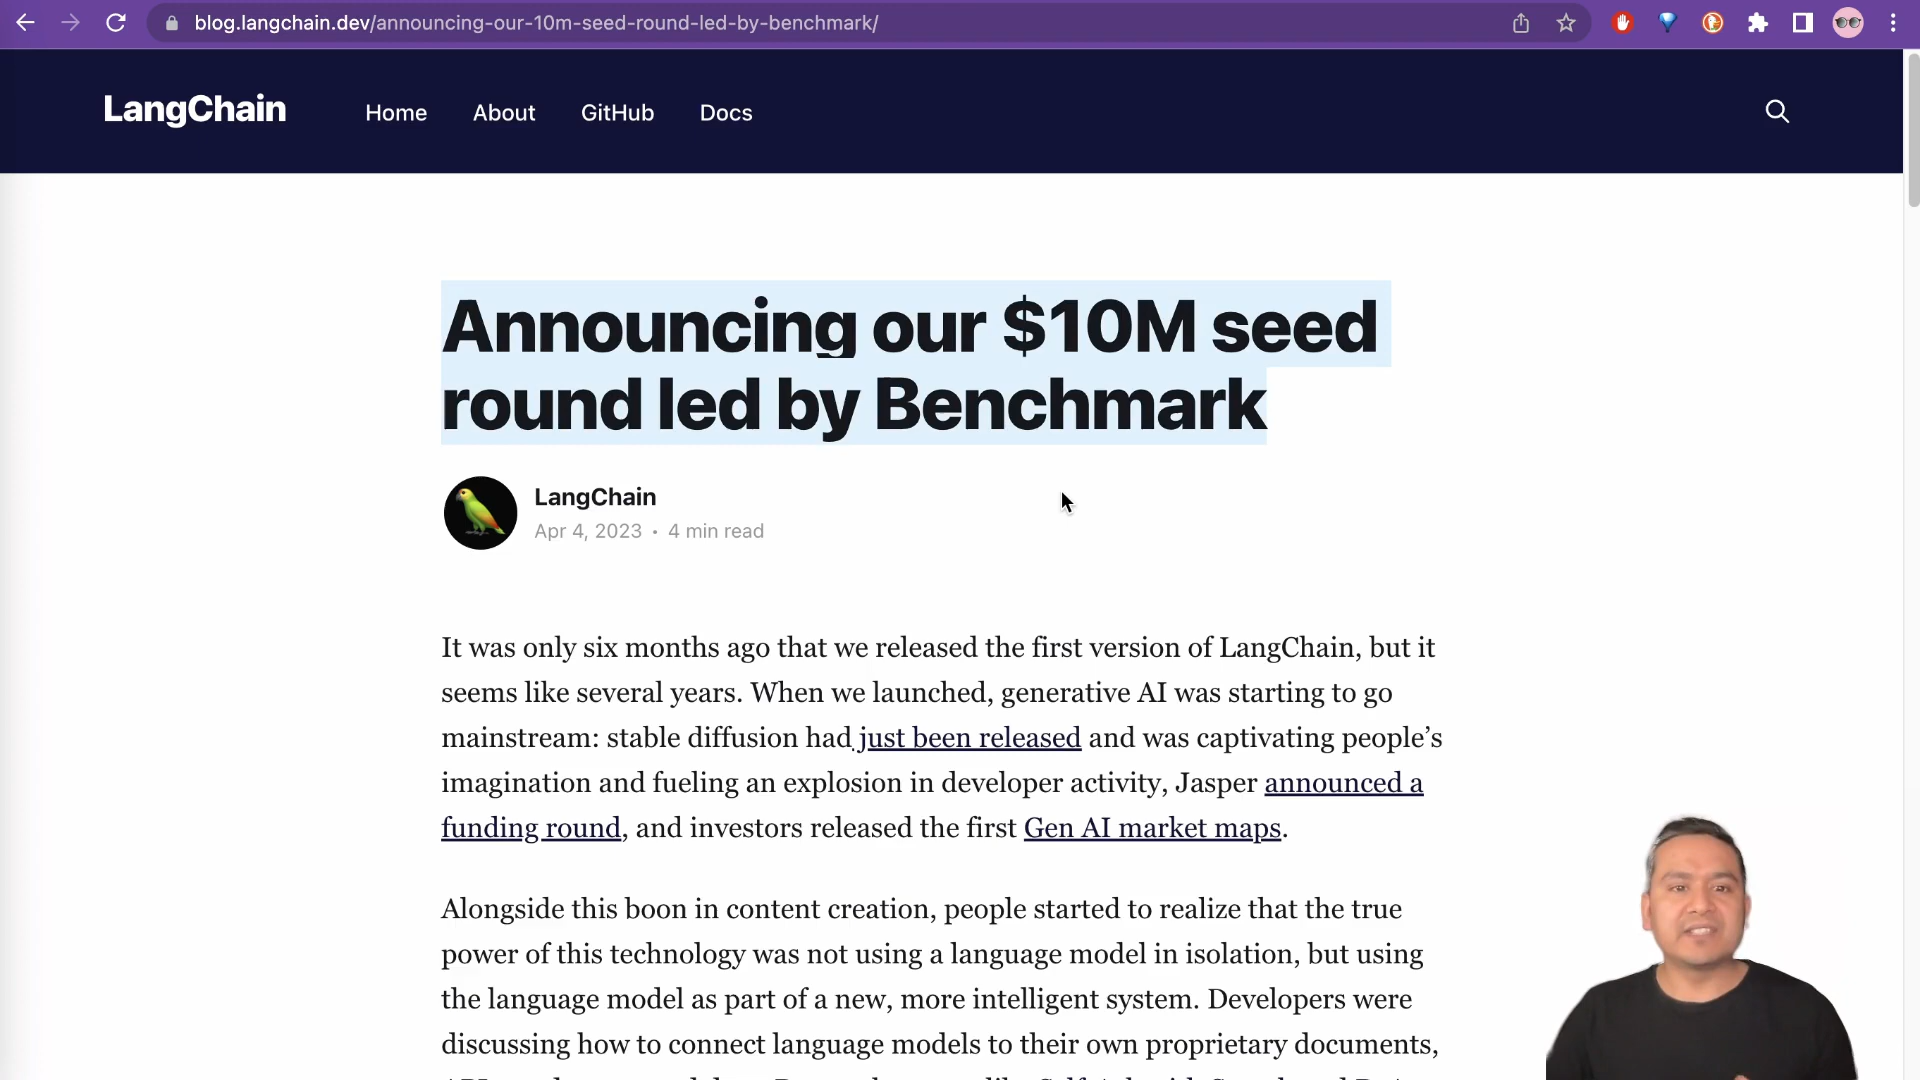 blog.langchain.dev/announcing-our-10m-seed-round-led-by-benchmark/
LangChain Home About GitHub Docs
Announcing our $10M seed
round led by Benchmark
LangChain
Apr 4, 2023 • 4 min read
It was only six months ago that we released the first version of LangChain, but it
seems like several years. When we launched, generative AI was starting to go
mainstream: stable diffusion had just been released and was captivating people’s
imagination and fueling an explosion in developer activity, Jasper announced a
funding round, and investors released the first Gen AI market maps.
Alongside this boon in content creation, people started to realize that the true
power of this technology was not using a language model in isolation, but using
the language model as part of a new, more intelligent system. Developers were
discussing how to connect language models to their own proprietary documents,